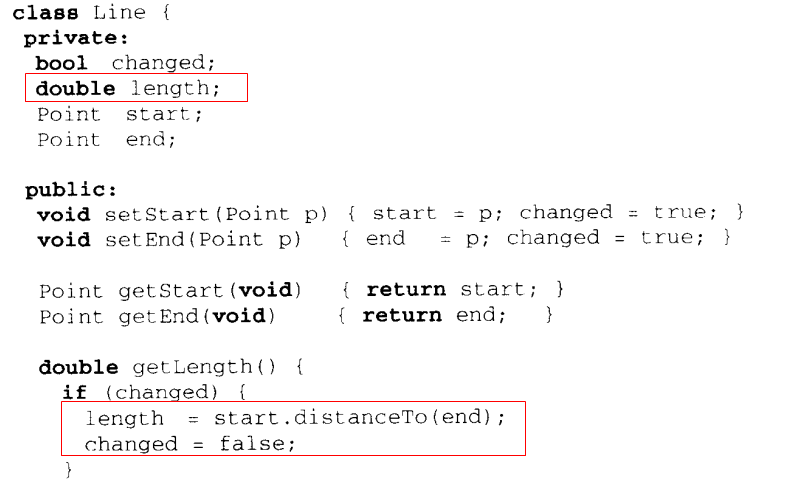 class Line {
private:
bool changed;
double length;
Point start;
Point end;
public:
void setStart(Point p) { start = p; changed = true; }
void setEnd(Point p) { end = p; changed = true; }
Point getStart(void) { return start; }
Point getEnd(void) { return end; }
double getLength() {
if (changed) {
length = start.distanceTo(end);
changed = false;
}